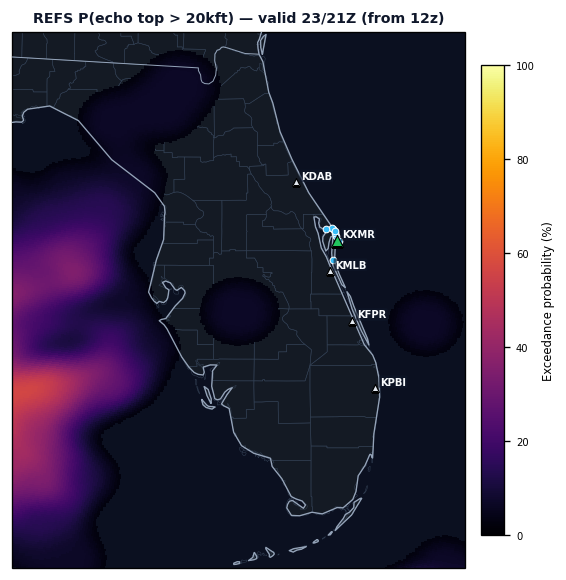 REFS P(echo top > 20kft) — valid 23/21Z (from 12z)
KDAB
KXMR
KMLB
KFPR
KPBI
100
80
60
40
20
0
Exceedance probability (%)